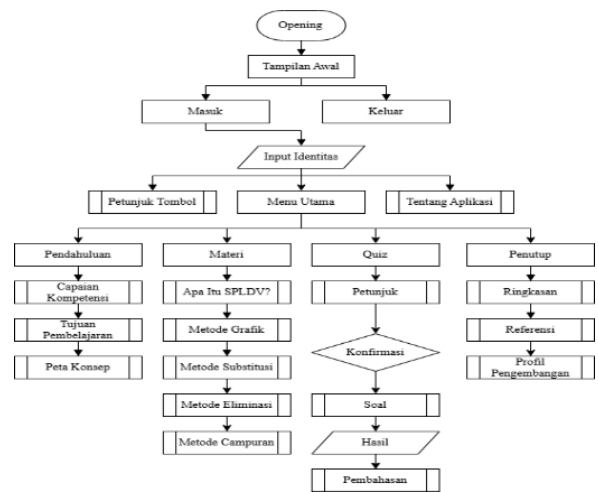 Opening
Tampilan Awal
Masuk
Keluar
Input Identitas
Petunjuk Tombol
Menu Utama
Tentang Aplikasi
Pendahuluan
Materi
Quiz
Penutup
Capaian
Kompetensi
Apa Itu SPLDV?
Petunjuk
Ringkasan
Tujuan
Pembelajaran
Metode Grafik
Konfirmasi
Referensi
Peta Konsep
Metode Substitusi
Profil
Pengembangan
Metode Eliminasi
Soal
Metode Campuran
Hasil
Pembahasan